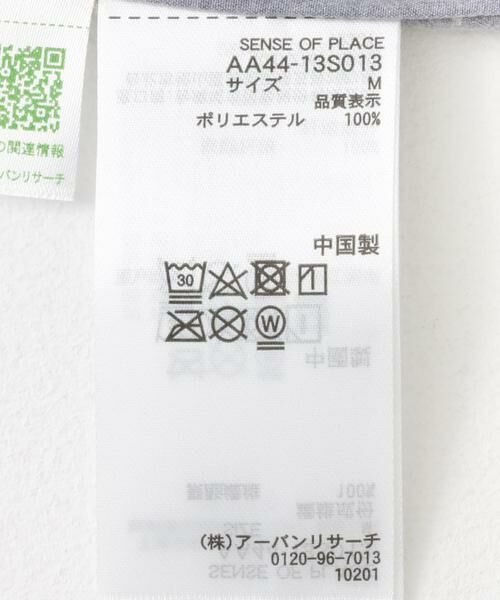 の関連情報
ーバンリサーチ
SENSE OF PLACE
AA44-13S013
サイズ M
品質表示
ポリエステル 100%
中国製
30
W
(株)アーバンリサーチ
0120-96-7013
10201